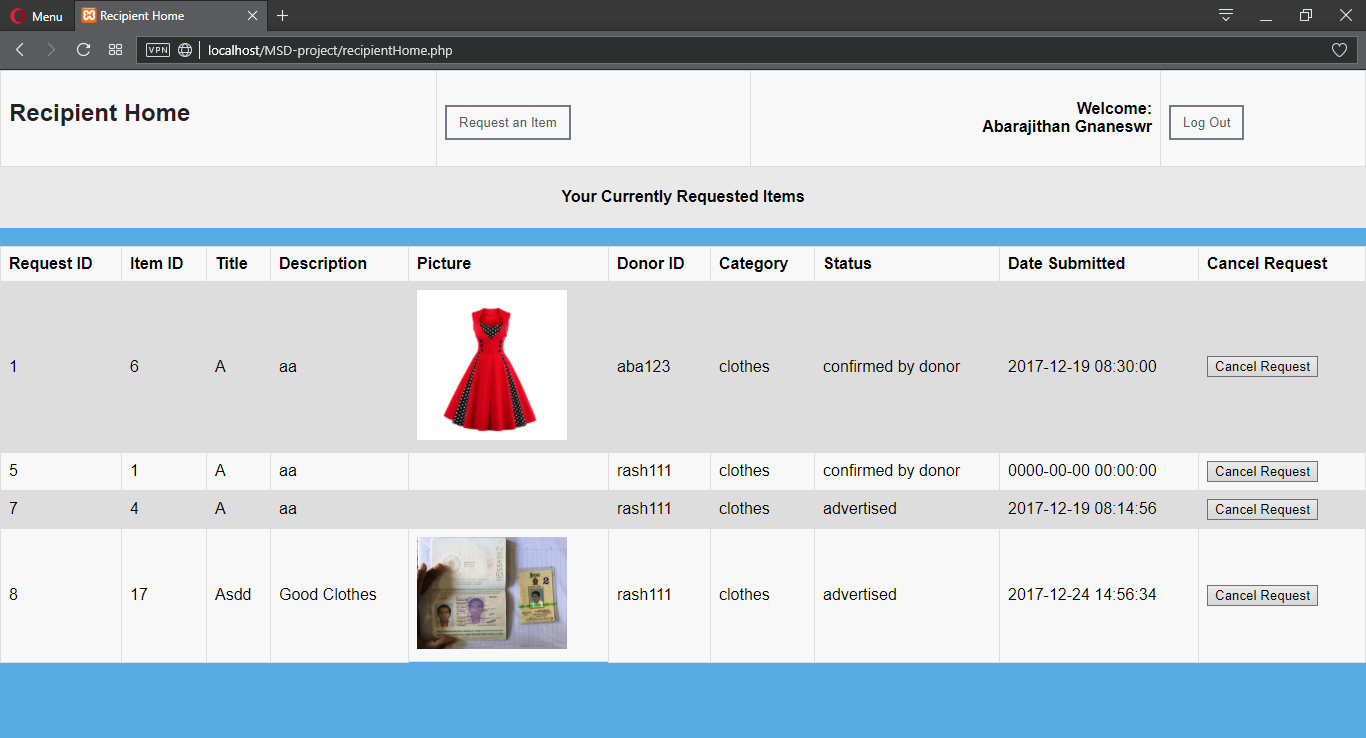 Menu
Recipient Home
VPN
localhost/MSD-project/recipientHome.php
Recipient Home
Request an Item
Welcome:
Abarajithan Gnaneswr
Log Out
Your Currently Requested Items
Request ID Item ID Title Description Picture Donor ID Category Status Date Submitted Cancel Request
1 6 A aa aba123 clothes confirmed by donor 2017-12-19 08:30:00 Cancel Request
5 1 A aa rash111 clothes confirmed by donor 0000-00-00 00:00:00 Cancel Request
7 4 A aa rash111 clothes advertised 2017-12-19 08:14:56 Cancel Request
8 17 Asdd Good Clothes rash111 clothes advertised 2017-12-24 14:56:34 Cancel Request